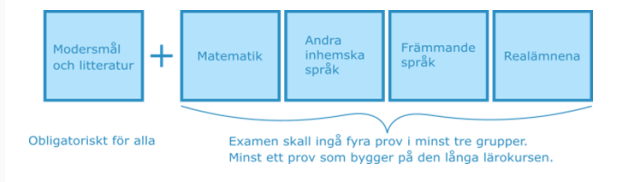 Modersmål
och litteratur
+
Matematik
Andra
inhemska
språk
Främmande
språk
Realämnena
Obligatoriskt för alla
Examen skall ingå fyra prov i minst tre grupper.
Minst ett prov som bygger på den långa lärokursen.